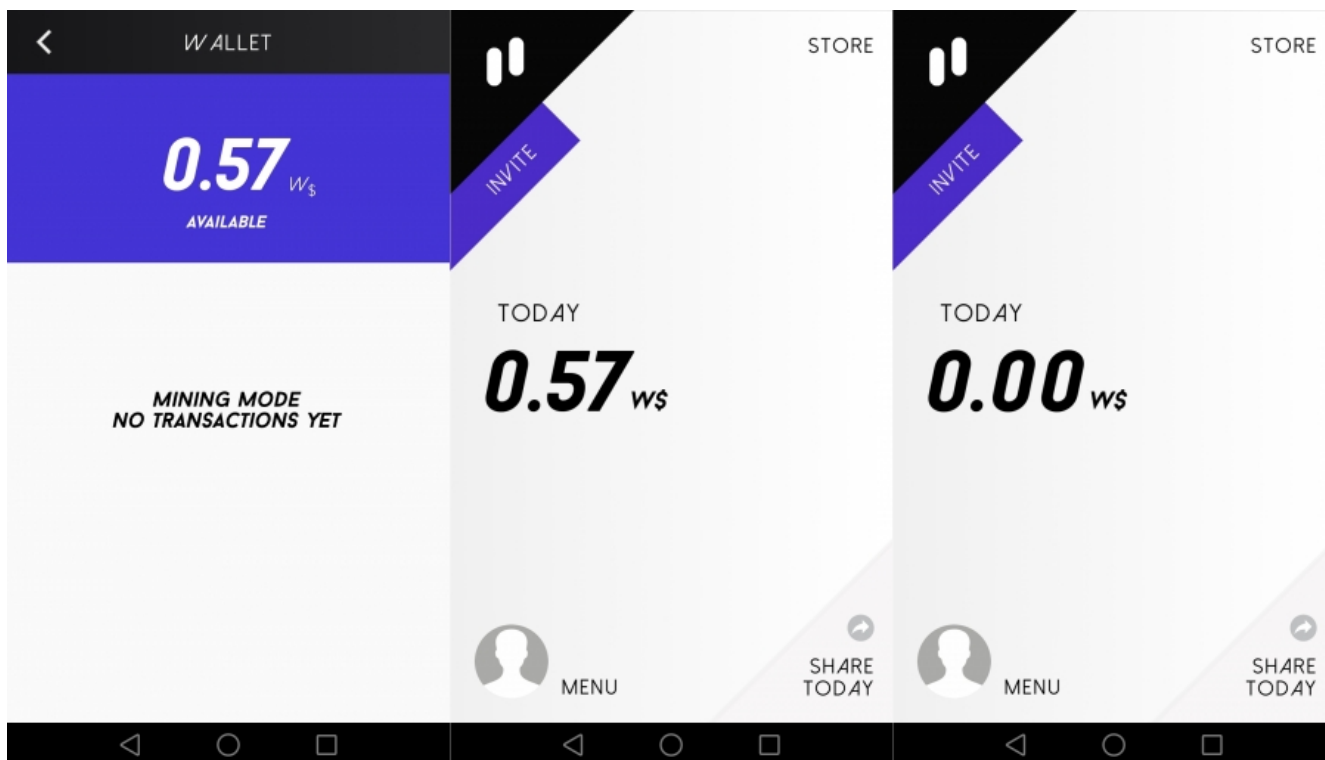 WALLET
0.57 W$
AVAILABLE
MINING MODE
NO TRANSACTIONS YET
STORE
INVITE
TODAY
0.57 W$
MENU
SHARE
TODAY
STORE
INVITE
TODAY
0.00 W$
MENU
SHARE
TODAY